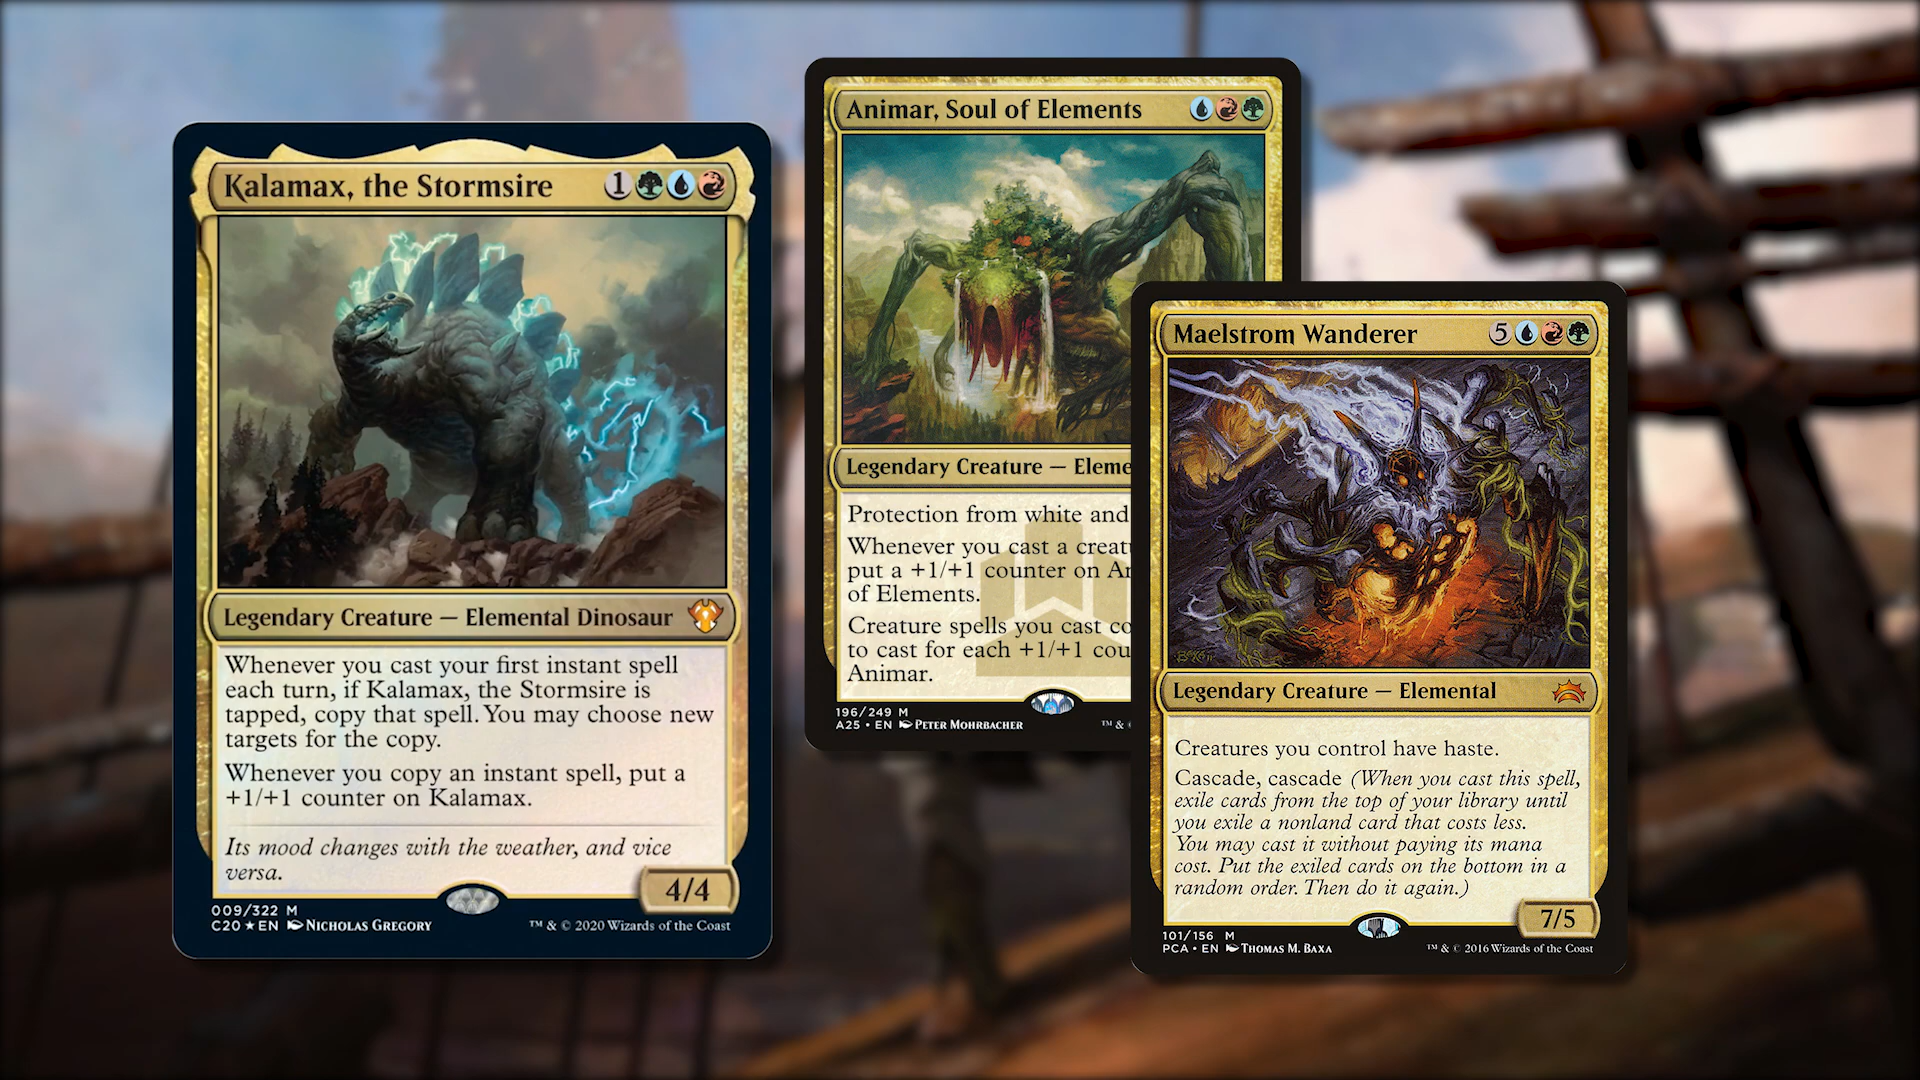 Kalamax, the Stormsire 1
Legendary Creature — Elemental Dinosaur
Whenever you cast your first instant spell
each turn, if Kalamax, the Stormsire is
tapped, copy that spell. You may choose new
targets for the copy.
Whenever you copy an instant spell, put a
+1/+1 counter on Kalamax.
Its mood changes with the weather, and vice
versa.
4/4
009/322 M
C20 ★ EN Nicholas Gregory ™ & © 2020 Wizards of the Coast
Animar, Soul of Elements
Legendary Creature — Eleme
Protection from white and
Whenever you cast a creat
put a +1/+1 counter on An
of Elements.
Creature spells you cast co
to cast for each +1/+1 cou
Animar.
196/249 M
A25 • EN Peter Mohrbacher ™ &
Maelstrom Wanderer 5
Legendary Creature — Elemental
Creatures you control have haste.
Cascade, cascade (When you cast this spell,
exile cards from the top of your library until
you exile a nonland card that costs less.
You may cast it without paying its mana
cost. Put the exiled cards on the bottom in a
random order. Then do it again.)
7/5
101/156 M
PCA • EN Thomas M. Baxa ™ & © 2016 Wizards of the Coast